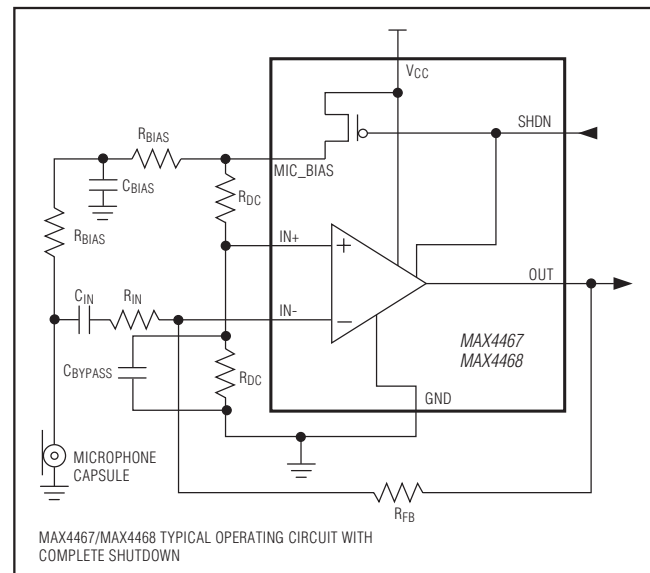 VCC
SHDN
RBIAS
MIC_BIAS
CBIAS
RDC
RBIAS
IN+
+
OUT
CIN
RIN
IN-
−
MAX4467
MAX4468
CBYPASS
RDC
GND
MICROPHONE
CAPSULE
RFB
MAX4467/MAX4468 TYPICAL OPERATING CIRCUIT WITH
COMPLETE SHUTDOWN